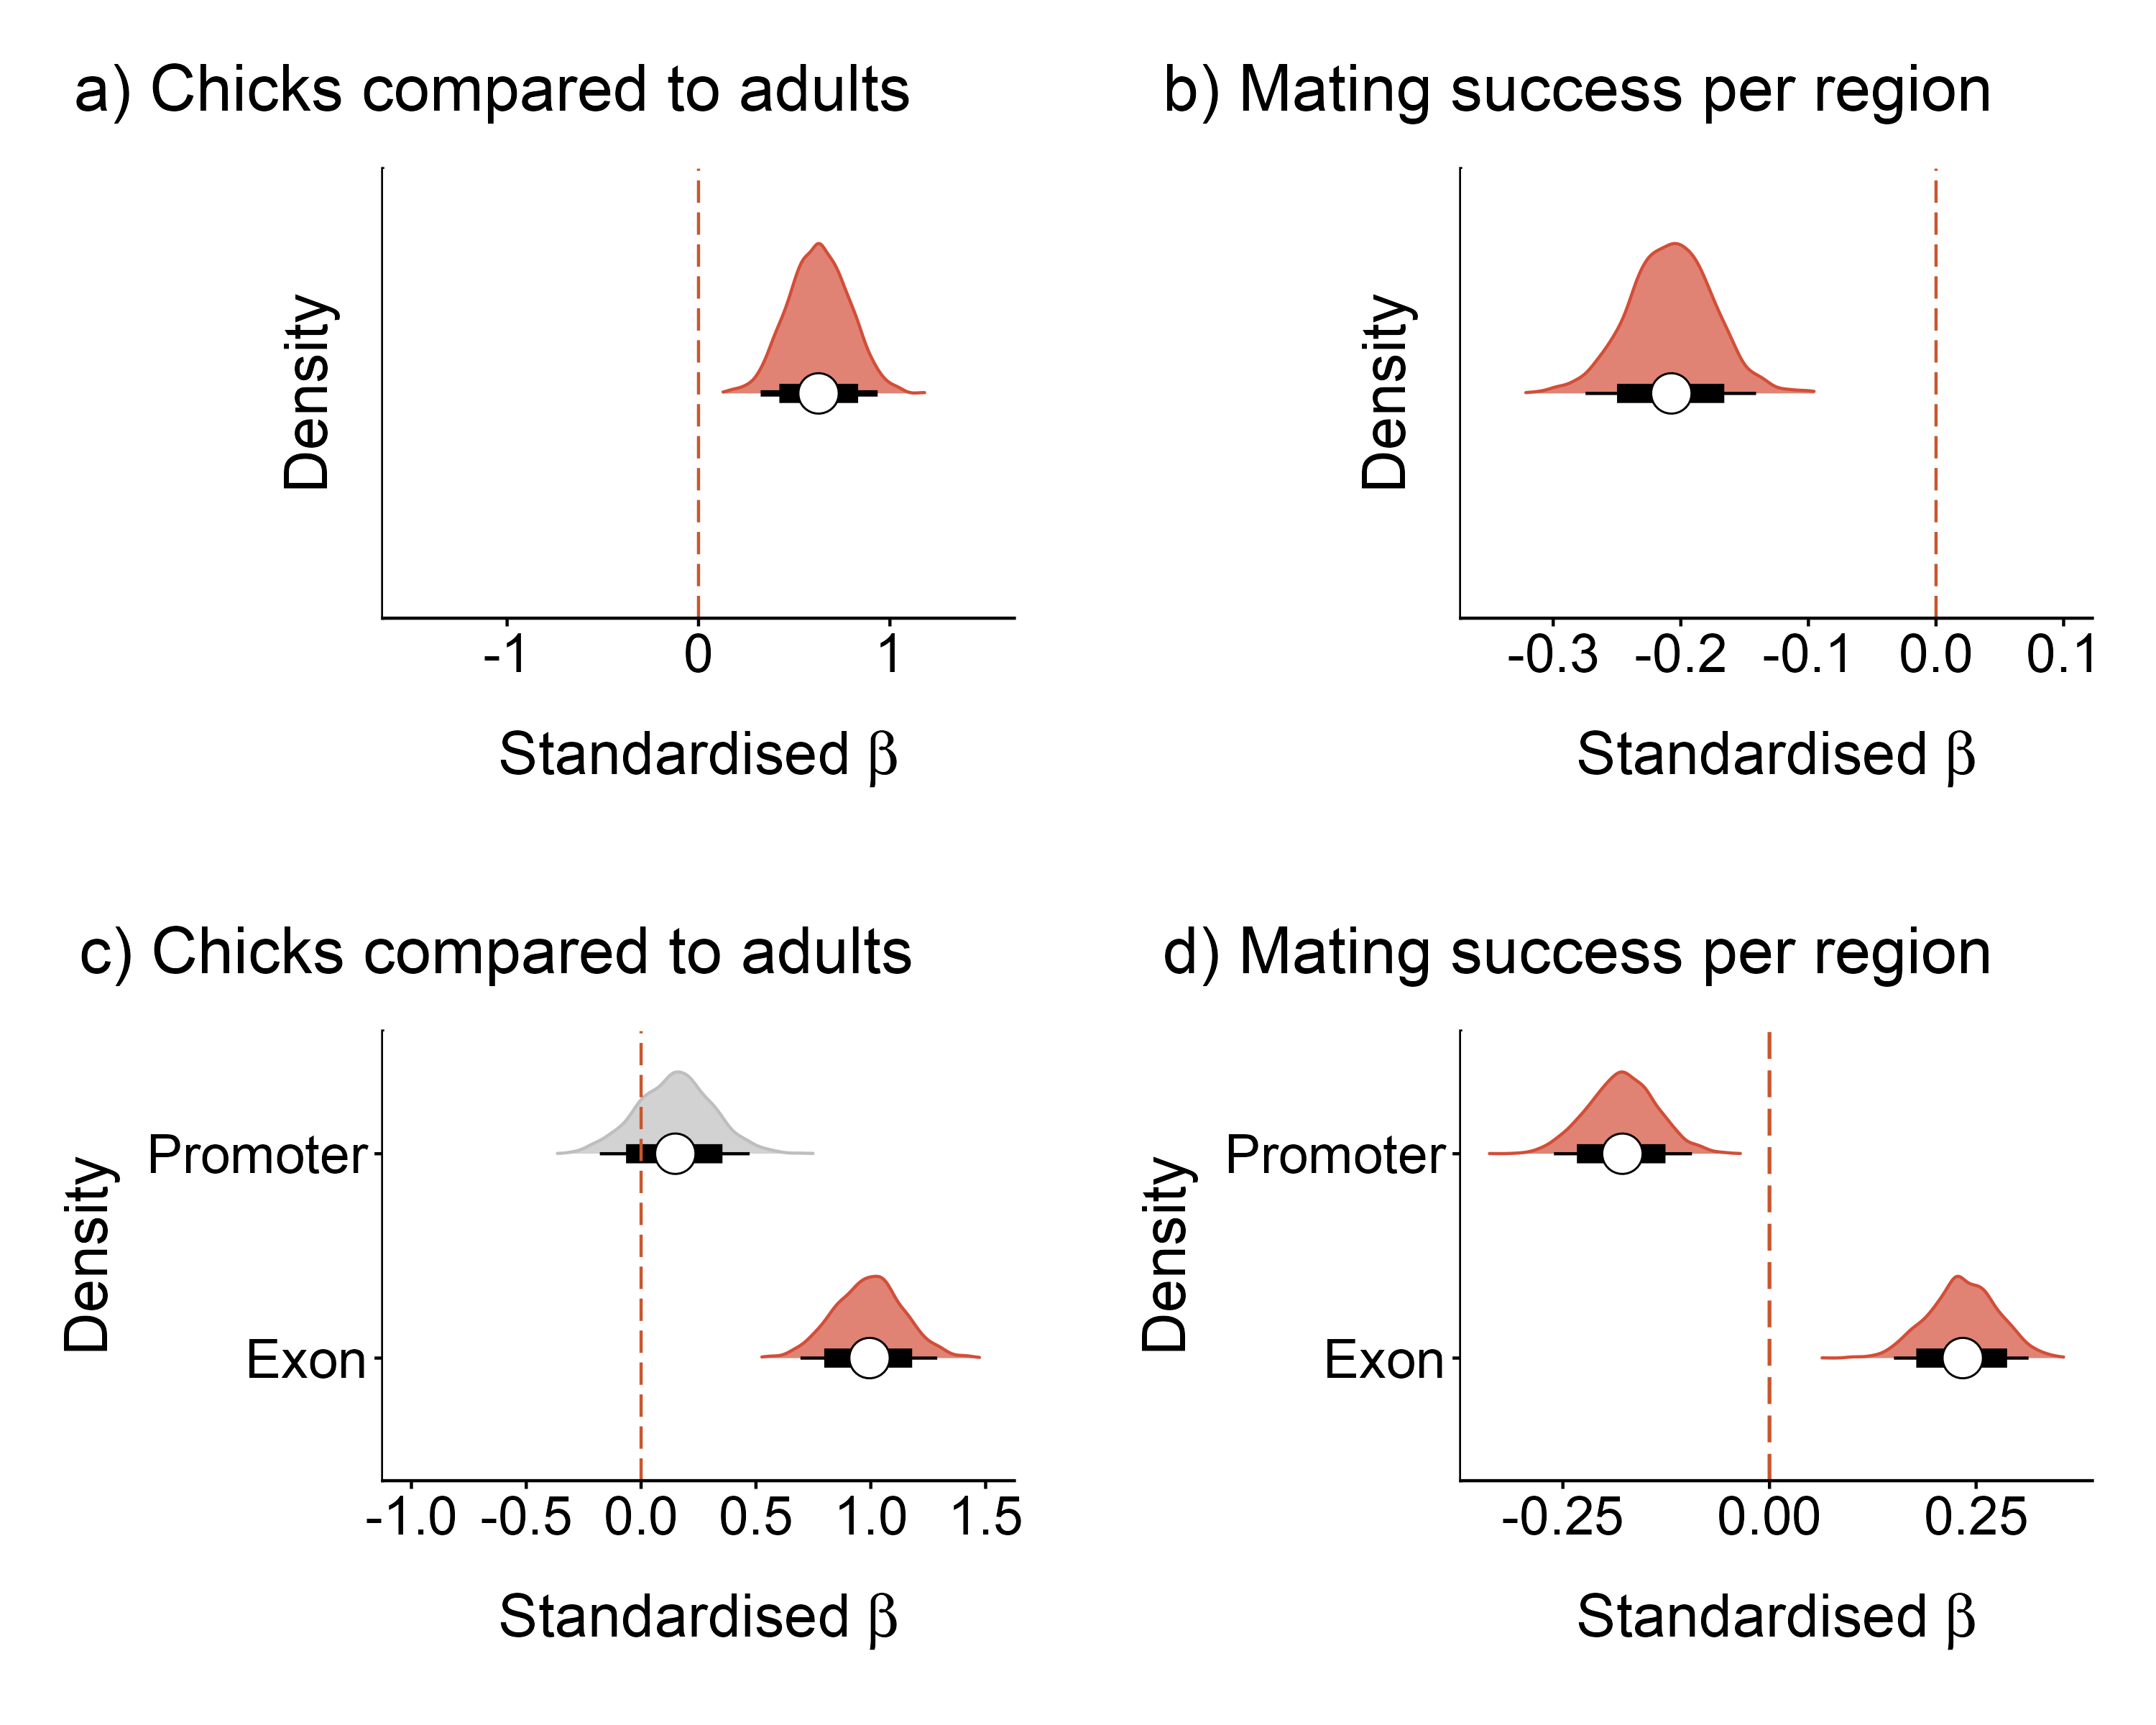 a) Chicks compared to adults
Density
-1 0 1
Standardised β
b) Mating success per region
Density
-0.3 -0.2 -0.1 0.0 0.1
Standardised β
c) Chicks compared to adults
Density
Promoter
Exon
-1.0 -0.5 0.0 0.5 1.0 1.5
Standardised β
d) Mating success per region
Density
Promoter
Exon
-0.25 0.00 0.25
Standardised β